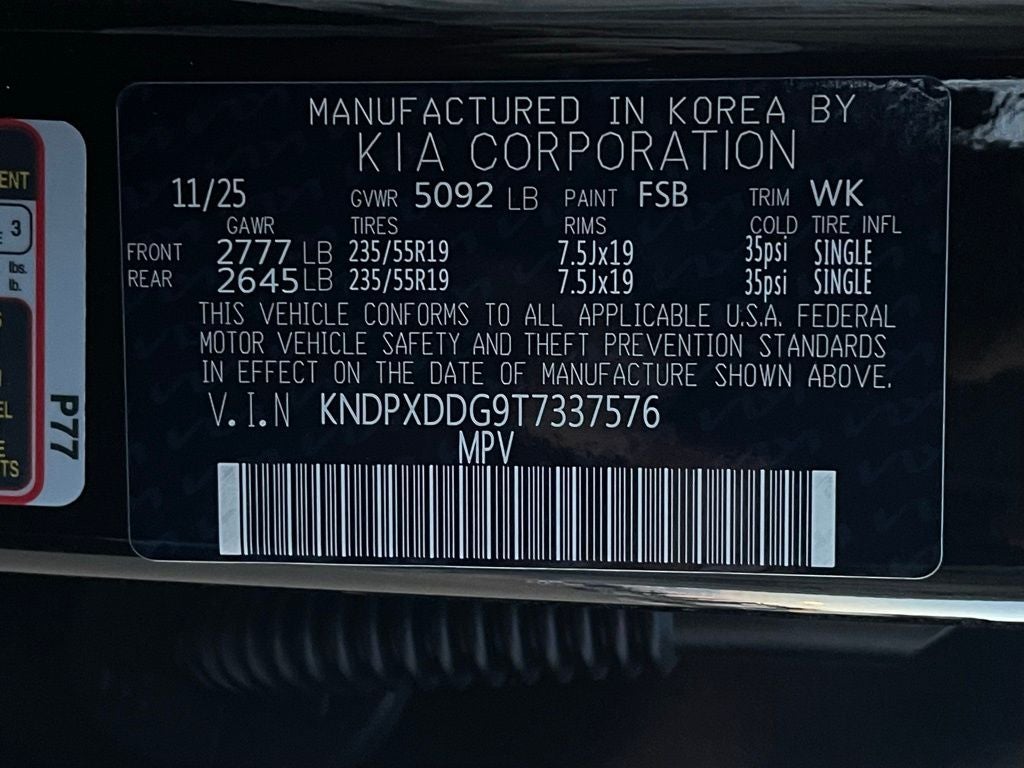 MANUFACTURED IN KOREA BY
KIA CORPORATION
11/25 GVWR 5092 LB PAINT FSB TRIM WK
GAWR TIRES RIMS COLD TIRE INFL
FRONT 2777 LB 235/55R19 7.5Jx19 35psi SINGLE
REAR 2645 LB 235/55R19 7.5Jx19 35psi SINGLE
THIS VEHICLE CONFORMS TO ALL APPLICABLE U.S.A. FEDERAL
MOTOR VEHICLE SAFETY AND THEFT PREVENTION STANDARDS
IN EFFECT ON THE DATE OF MANUFACTURE SHOWN ABOVE.
V.I.N KNDPXDDG9T7337576
MPV
3
lbs.
lb.
P77